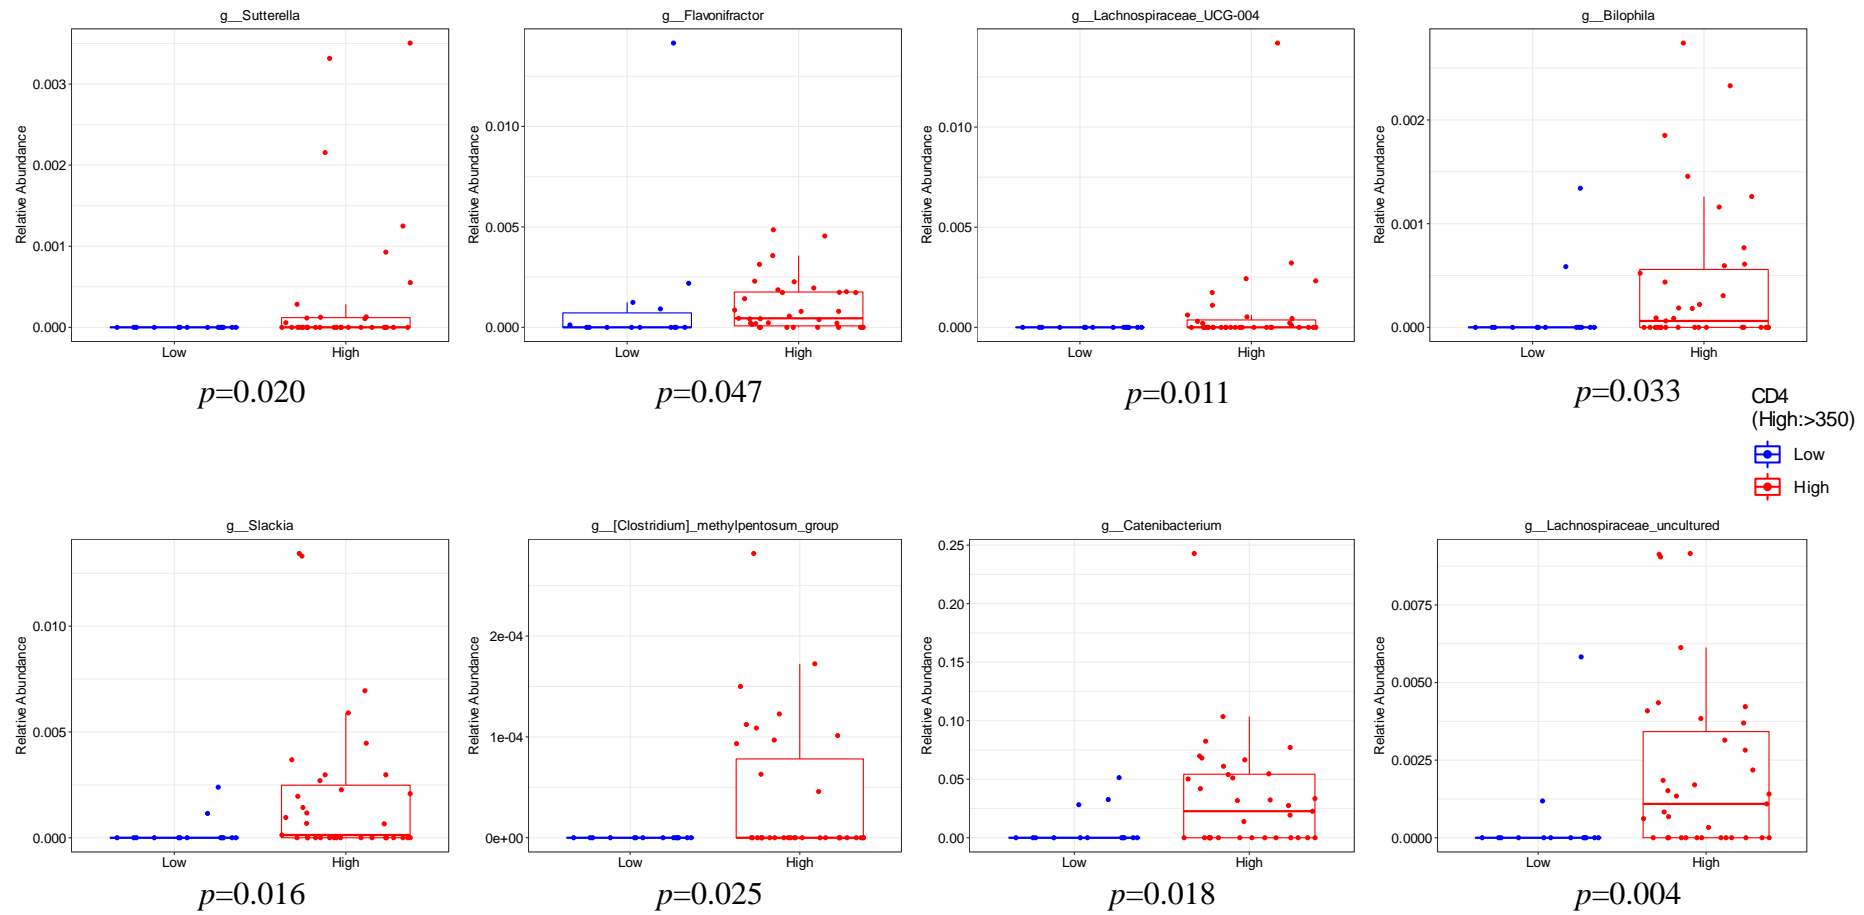 g__Sutterella
g__Flavonifractor
g__Lachnospiraceae_UCG-004
g__Bilophila
Relative Abundance
0.003
0.002
0.001
0.000
Low
High
p=0.020
Relative Abundance
0.010
0.005
0.000
Low
High
p=0.047
Relative Abundance
0.010
0.005
0.000
Low
High
p=0.011
Relative Abundance
0.002
0.001
0.000
Low
High
p=0.033
CD4
(High:>350)
Low
High
g__Slackia
g__[Clostridium]_methylpentosum_group
g__Catenibacterium
g__Lachnospiraceae_uncultured
Relative Abundance
0.010
0.005
0.000
Low
High
p=0.016
Relative Abundance
2e-04
1e-04
0e+00
Low
High
p=0.025
Relative Abundance
0.25
0.20
0.15
0.10
0.05
0.00
Low
High
p=0.018
Relative Abundance
0.0075
0.0050
0.0025
0.0000
Low
High
p=0.004